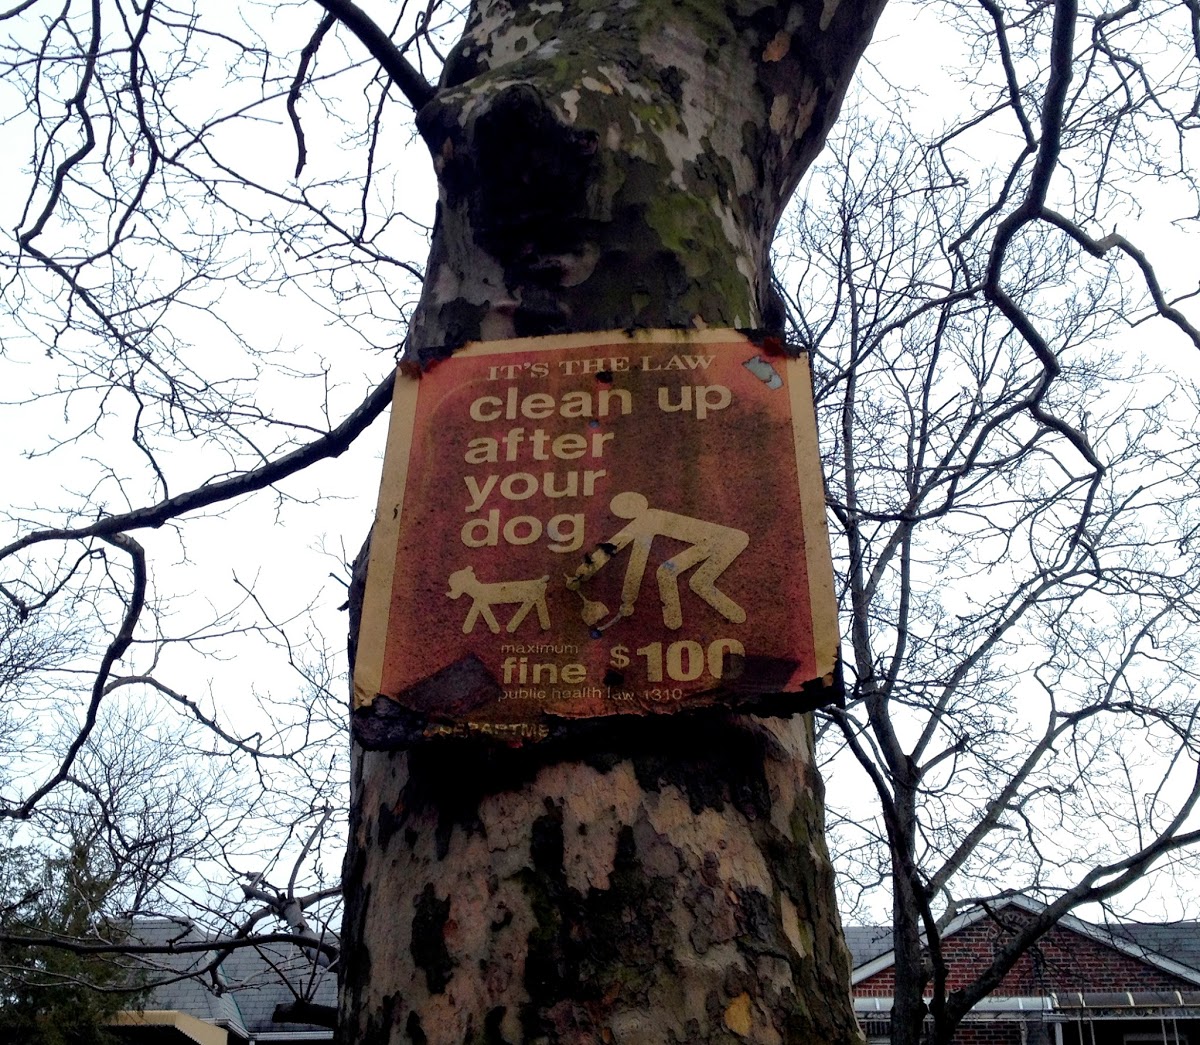 IT'S THE LAW
clean up
after
your
dog
maximum
fine $100
public health law 1310